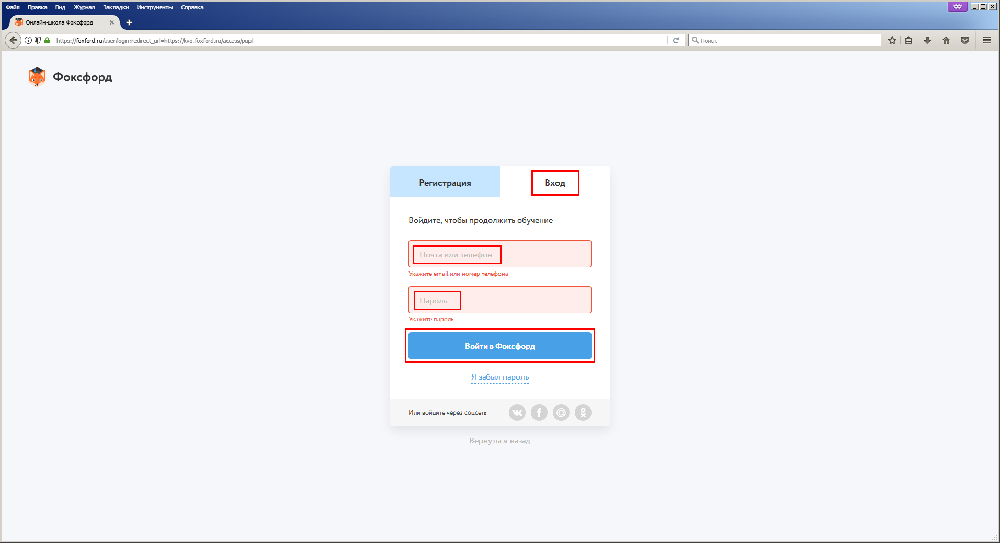 Файл Правка Вид Журнал Закладки Инструменты Справка
Онлайн-школа Фоксфорд
https://foxford.ru/user/login?redirect_url=https://kvo.foxford.ru/access/pupil
Поиск
Фоксфорд
Регистрация
Вход
Войдите, чтобы продолжить обучение
Почта или телефон
Укажите email или номер телефона
Пароль
Укажите пароль
Войти в Фоксфорд
Я забыл пароль
Или войдите через соцсеть
Вернуться назад